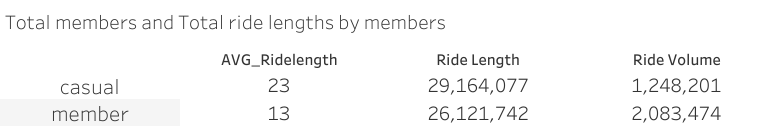 Total members and Total ride lengths by members
AVG_Ridelength Ride Length Ride Volume
casual 23 29,164,077 1,248,201
member 13 26,121,742 2,083,474